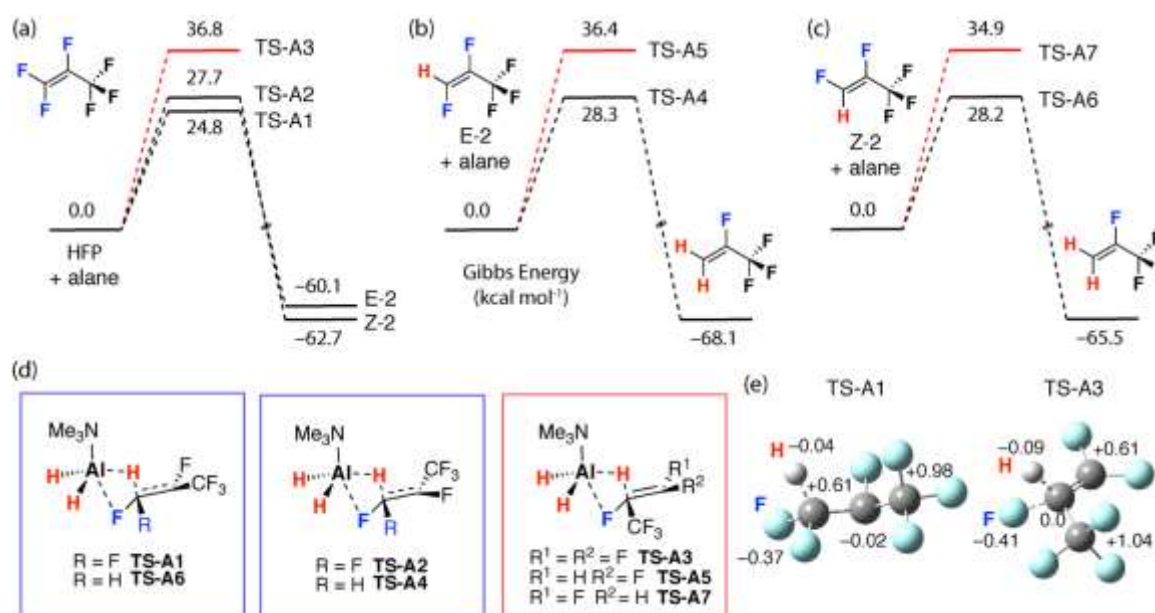 (a)
36.8
TS-A3
27.7
TS-A2
TS-A1
24.8
F F F F F F
0.0
HFP
+ alane
−60.1
E-2
Z-2
−62.7
(b)
36.4
TS-A5
TS-A4
28.3
H F F F F F
E-2
+ alane
0.0
Gibbs Energy
(kcal mol⁻¹)
H H F F F F
−68.1
(c)
34.9
TS-A7
TS-A6
28.2
F F F F F H
Z-2
+ alane
0.0
H H F F F
−65.5
(d)
Me₃N
H Al H F
CF₃
H
F R
R = F TS-A1
R = H TS-A6
Me₃N
H Al H CF₃
F
H
F R
R = F TS-A2
R = H TS-A4
Me₃N
R¹
H Al H R²
H
F CF₃
R¹ = R² = F TS-A3
R¹ = H R² = F TS-A5
R¹ = F R² = H TS-A7
(e)
TS-A1
H −0.04
+0.61
+0.98
F
−0.37
−0.02
TS-A3
−0.09
H
+0.61
F
0.0
−0.41
+1.04